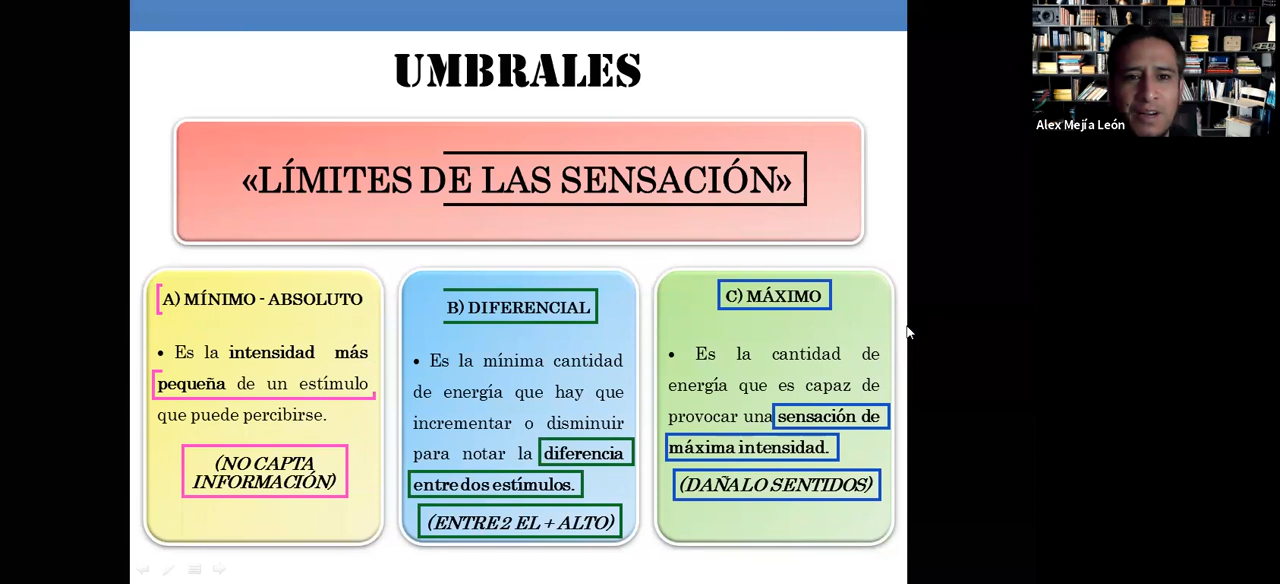 UMBRALES
«LÍMITES DE LAS SENSACIÓN»
A) MÍNIMO - ABSOLUTO
• Es la intensidad más
pequeña de un estímulo
que puede percibirse.
(NO CAPTA
INFORMACIÓN)
B) DIFERENCIAL
• Es la mínima cantidad
de energía que hay que
incrementar o disminuir
para notar la diferencia
entre dos estímulos.
(ENTRE 2 EL + ALTO)
C) MÁXIMO
• Es la cantidad de
energía que es capaz de
provocar una sensación de
máxima intensidad.
(DAÑA LO SENTIDOS)
Alex Mejía León